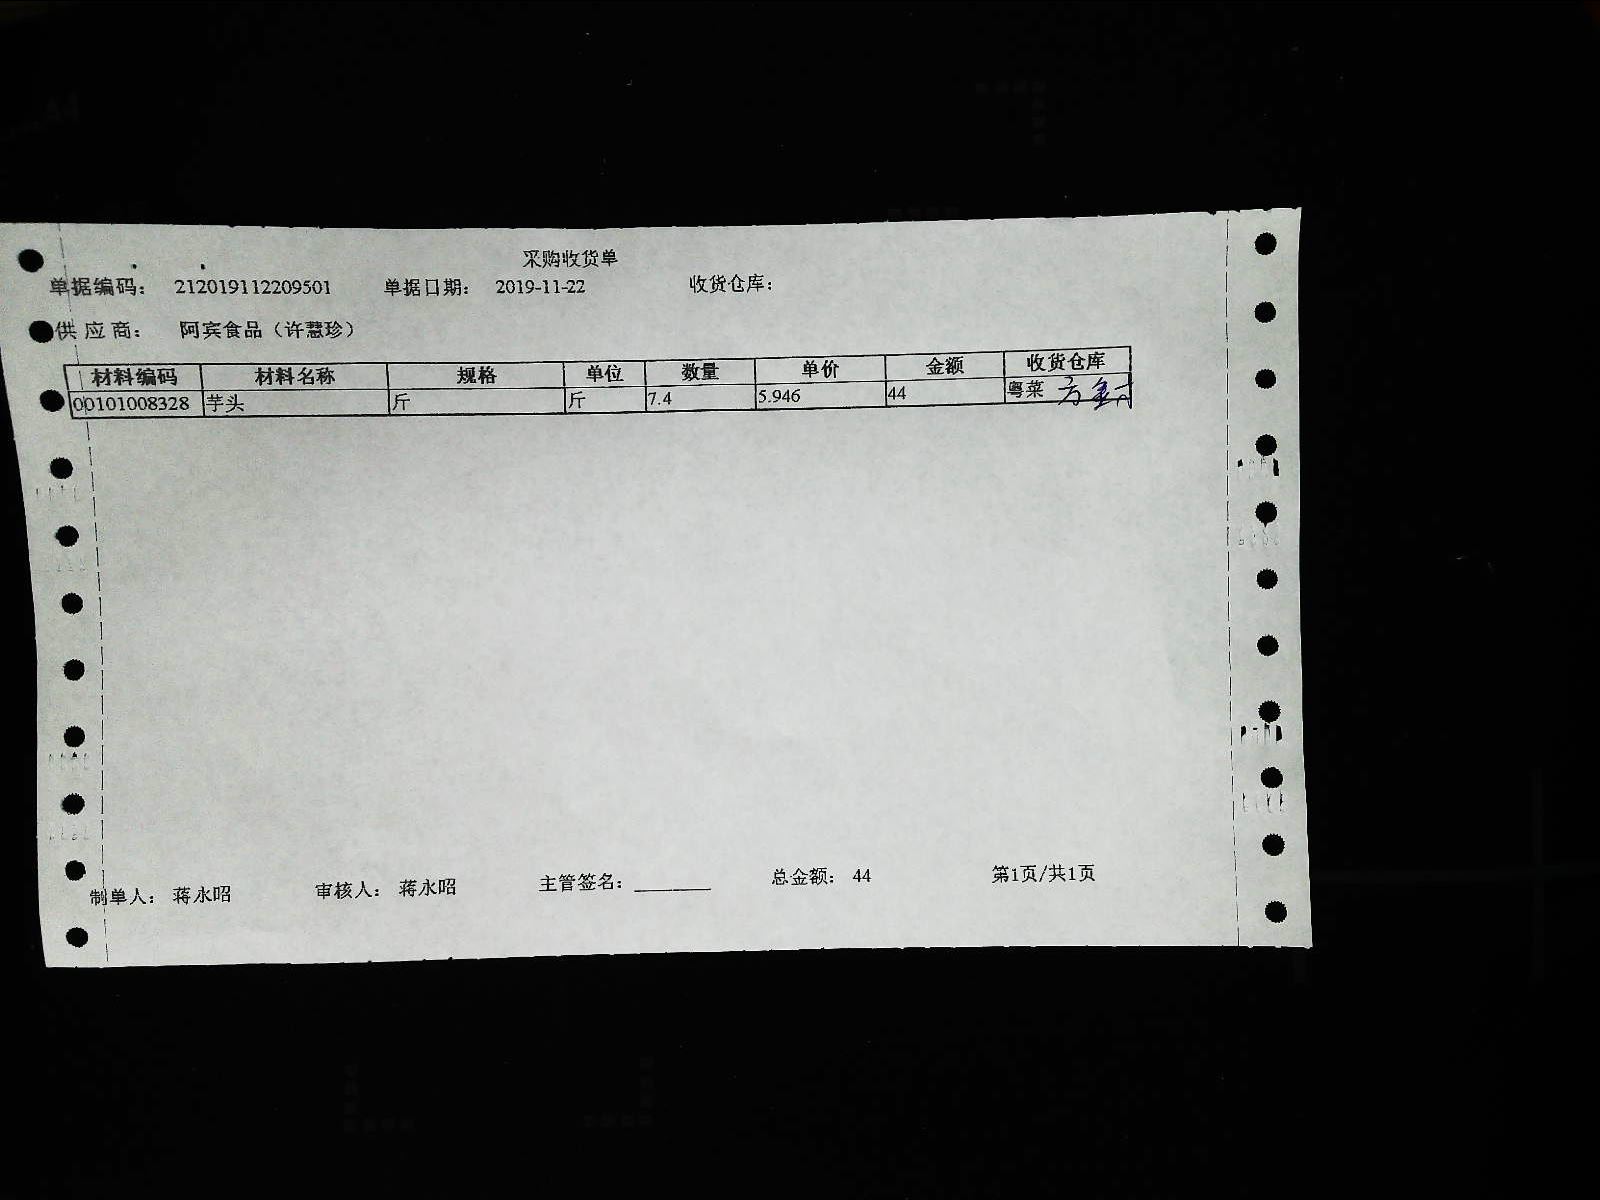 采购收货单
单据编码： 212019112209501 单据日期： 2019-11-22 收货仓库：
供应商： 阿宾食品（许慧珍）
材料编码 材料名称 规格 单位 数量 单价 金额 收货仓库
00101008328 芋头 斤 斤 7.4 5.946 44 粤菜
制单人： 蒋永昭 审核人： 蒋永昭 主管签名：_______ 总金额： 44 第1页/共1页